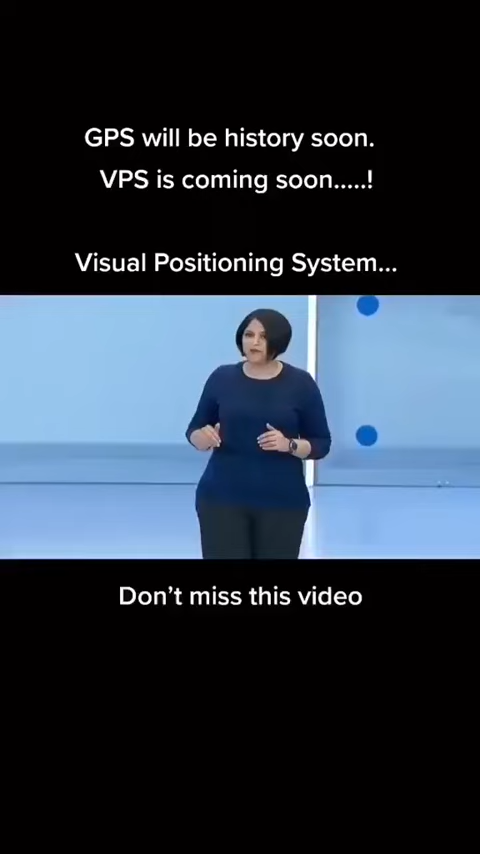 GPS will be history soon.
VPS is coming soon.....!
Visual Positioning System...
Don't miss this video